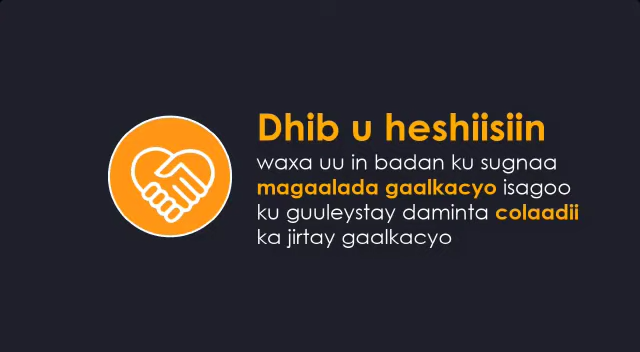 Dhib u heshiisiin
waxa uu in badan ku sugnaa
magaalada gaalkacyo isagoo
ku guuleystay daminta colaadii
ka jirtay gaalkacyo